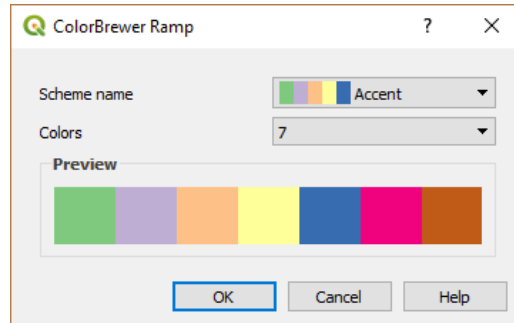 ColorBrewer Ramp ?
Scheme name Accent
Colors 7
Preview
OK Cancel Help